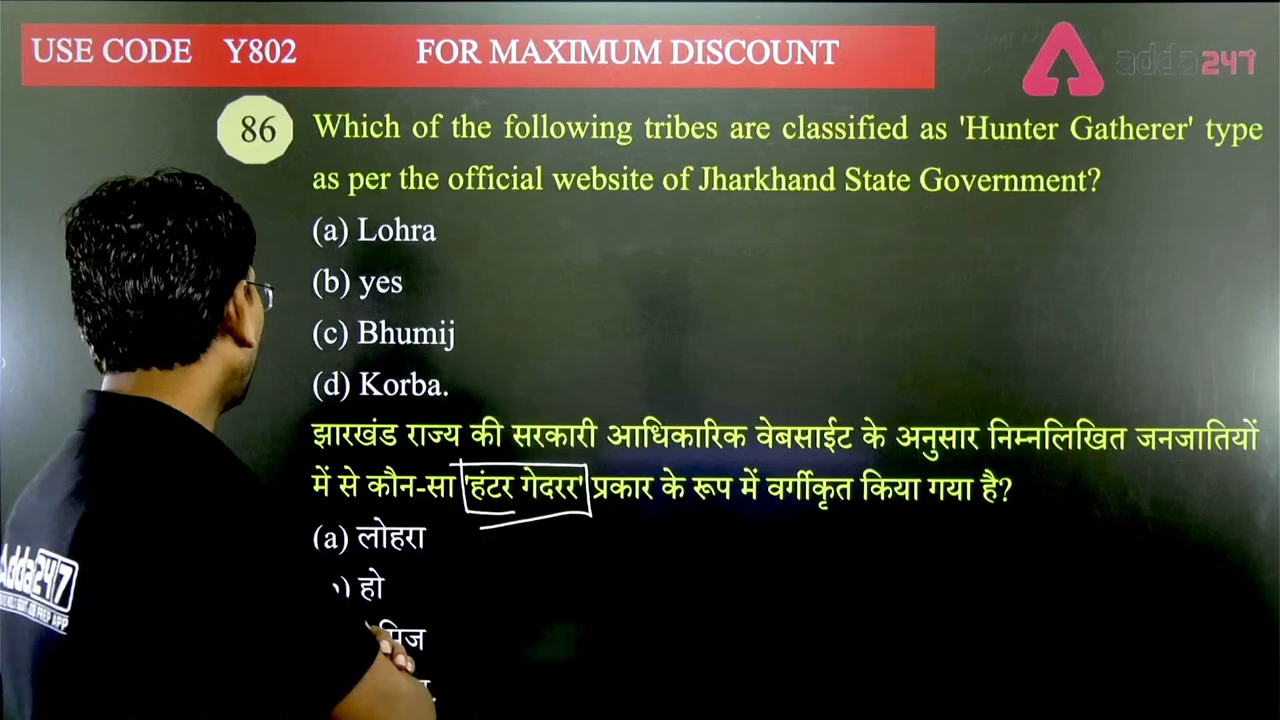 USE CODE Y802 FOR MAXIMUM DISCOUNT
adda247
86 Which of the following tribes are classified as 'Hunter Gatherer' type
as per the official website of Jharkhand State Government?
(a) Lohra
(b) yes
(c) Bhumij
(d) Korba.
झारखंड राज्य की सरकारी आधिकारिक वेबसाईट के अनुसार निम्नलिखित जनजातियों
में से कौन-सा 'हंटर गेदरर' प्रकार के रूप में वर्गीकृत किया गया है?
(a) लोहरा
हो
Adda247